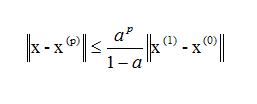 ‖x - x^(p)‖ ≤ a^p / (1 - a) ‖x^(1) - x^(0)‖